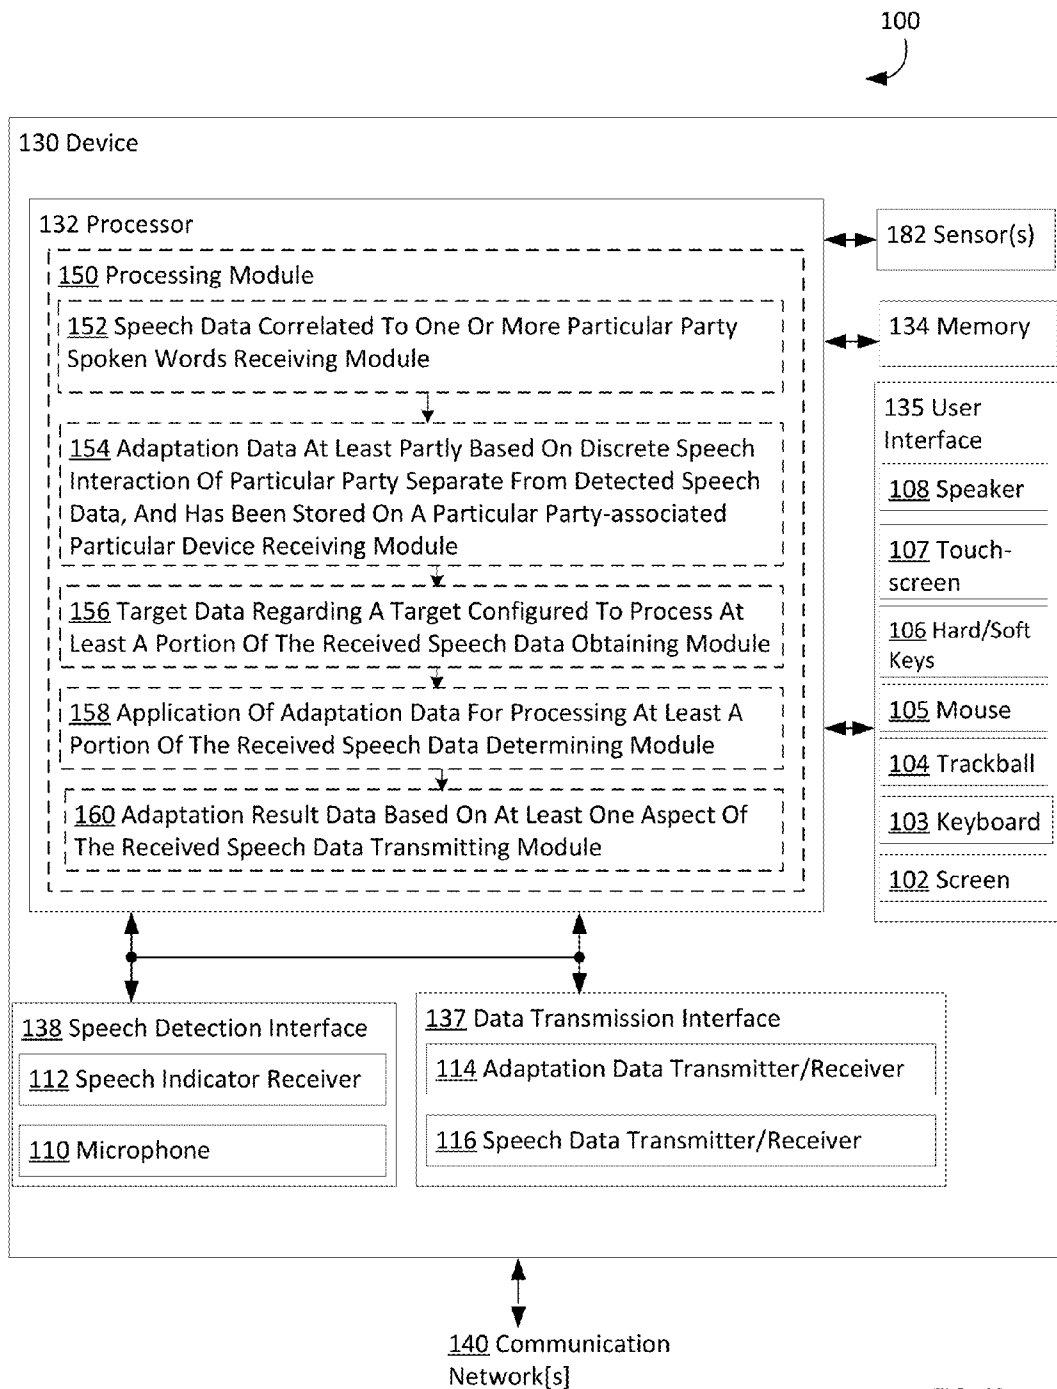 100
130 Device
132 Processor
150 Processing Module
152 Speech Data Correlated To One Or More Particular Party
Spoken Words Receiving Module
154 Adaptation Data At Least Partly Based On Discrete Speech
Interaction Of Particular Party Separate From Detected Speech
Data, And Has Been Stored On A Particular Party-associated
Particular Device Receiving Module
156 Target Data Regarding A Target Configured To Process At
Least A Portion Of The Received Speech Data Obtaining Module
158 Application Of Adaptation Data For Processing At Least A
Portion Of The Received Speech Data Determining Module
160 Adaptation Result Data Based On At Least One Aspect Of
The Received Speech Data Transmitting Module
182 Sensor(s)
134 Memory
135 User
Interface
108 Speaker
107 Touch-
screen
106 Hard/Soft
Keys
105 Mouse
104 Trackball
103 Keyboard
102 Screen
138 Speech Detection Interface
112 Speech Indicator Receiver
110 Microphone
137 Data Transmission Interface
114 Adaptation Data Transmitter/Receiver
116 Speech Data Transmitter/Receiver
140 Communication
Network[s]